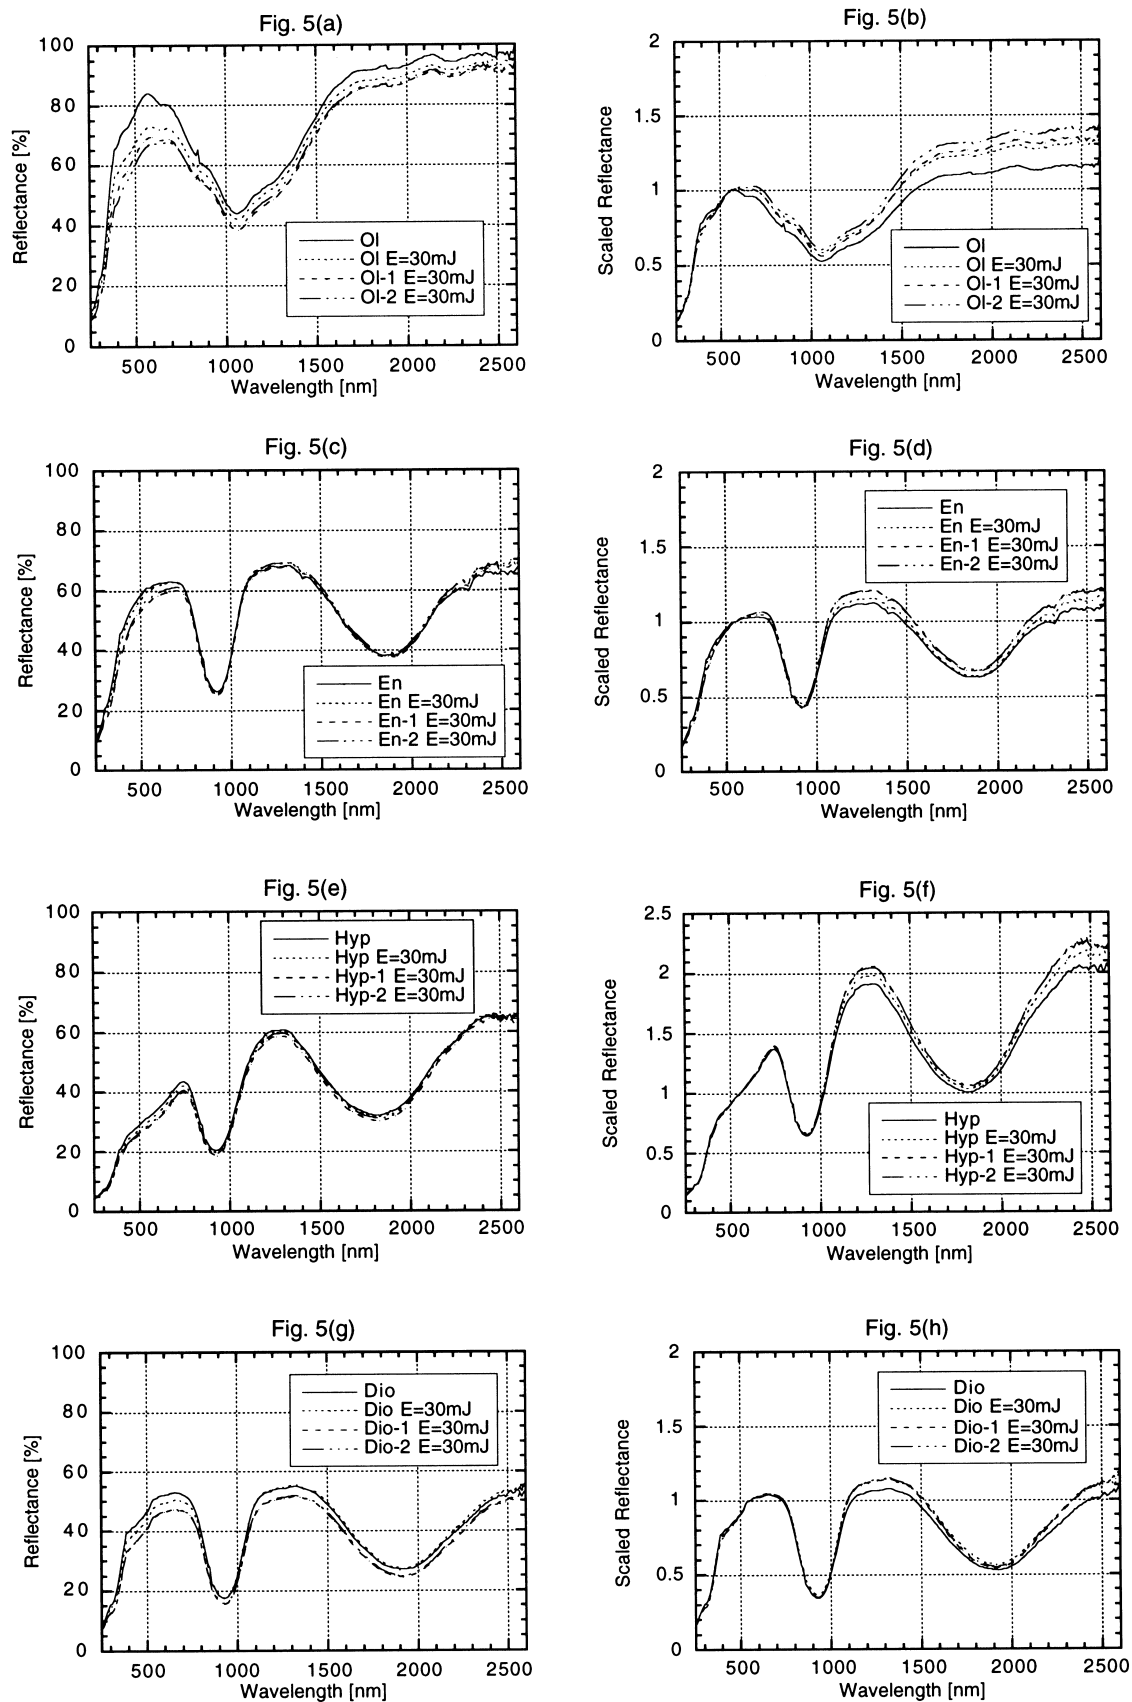 Fig. 5(a)
100
80
60
40
20
0
Reflectance [%]
Ol
Ol E=30mJ
Ol-1 E=30mJ
Ol-2 E=30mJ
500 1000 1500 2000 2500
Wavelength [nm]
Fig. 5(b)
2
1.5
1
0.5
0
Scaled Reflectance
Ol
Ol E=30mJ
Ol-1 E=30mJ
Ol-2 E=30mJ
500 1000 1500 2000 2500
Wavelength [nm]
Fig. 5(c)
100
80
60
40
20
0
Reflectance [%]
En
En E=30mJ
En-1 E=30mJ
En-2 E=30mJ
500 1000 1500 2000 2500
Wavelength [nm]
Fig. 5(d)
2
1.5
1
0.5
0
Scaled Reflectance
En
En E=30mJ
En-1 E=30mJ
En-2 E=30mJ
500 1000 1500 2000 2500
Wavelength [nm]
Fig. 5(e)
100
80
60
40
20
0
Reflectance [%]
Hyp
Hyp E=30mJ
Hyp-1 E=30mJ
Hyp-2 E=30mJ
500 1000 1500 2000 2500
Wavelength [nm]
Fig. 5(f)
2.5
2
1.5
1
0.5
0
Scaled Reflectance
Hyp
Hyp E=30mJ
Hyp-1 E=30mJ
Hyp-2 E=30mJ
500 1000 1500 2000 2500
Wavelength [nm]
Fig. 5(g)
100
80
60
40
20
0
Reflectance [%]
Dio
Dio E=30mJ
Dio-1 E=30mJ
Dio-2 E=30mJ
500 1000 1500 2000 2500
Wavelength [nm]
Fig. 5(h)
2
1.5
1
0.5
0
Scaled Reflectance
Dio
Dio E=30mJ
Dio-1 E=30mJ
Dio-2 E=30mJ
500 1000 1500 2000 2500
Wavelength [nm]